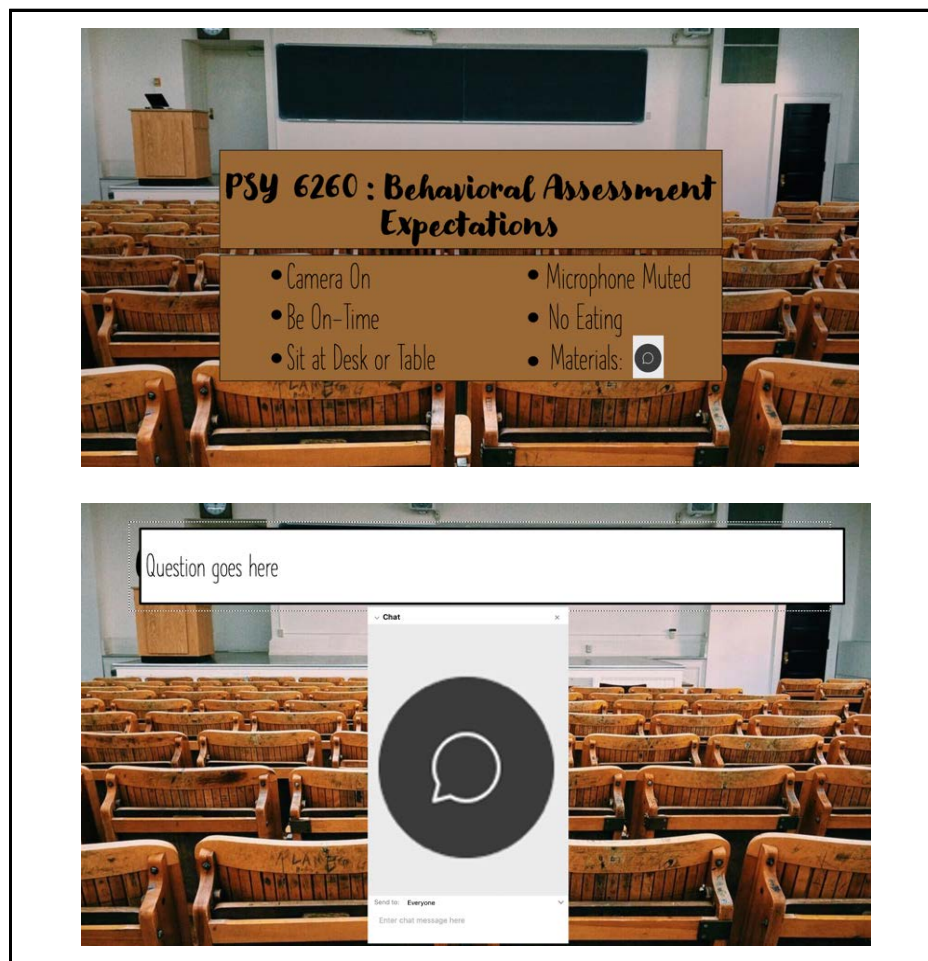 PSY 6260 : Behavioral Assessment
Expectations
• Camera On
• Be On-Time
• Sit at Desk or Table
• Microphone Muted
• No Eating
• Materials:
Question goes here
Chat
Send to: Everyone
Enter chat message here